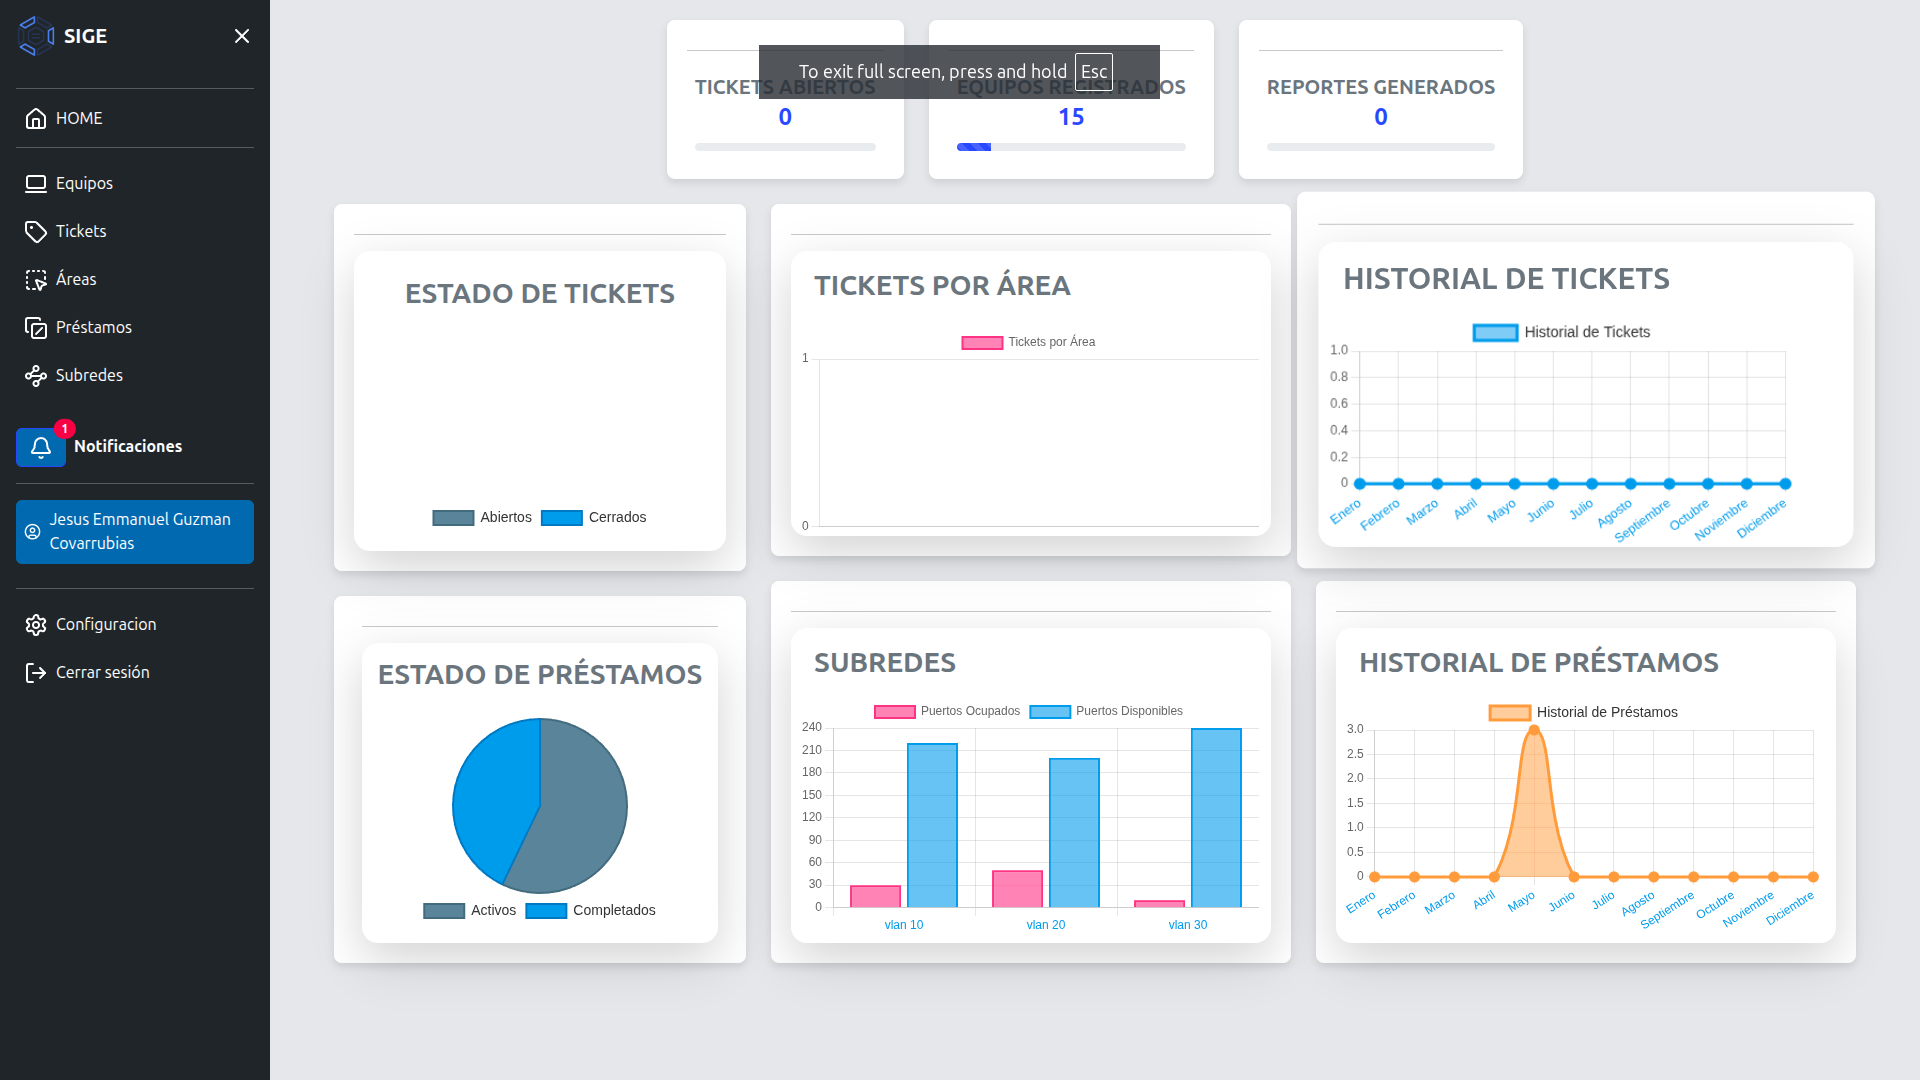 SIGE
HOME
Equipos
Tickets
Áreas
Préstamos
Subredes
1
Notificaciones
Jesus Emmanuel Guzman
Covarrubias
Configuracion
Cerrar sesión
To exit full screen, press and hold Esc
TICKETS ABIERTOS
0
EQUIPOS REGISTRADOS
15
REPORTES GENERADOS
0
ESTADO DE TICKETS
Abiertos Cerrados
TICKETS POR ÁREA
Tickets por Área
1
0
HISTORIAL DE TICKETS
Historial de Tickets
1.0
0.8
0.6
0.4
0.2
0
Enero Febrero Marzo Abril Mayo Junio Julio Agosto Septiembre Octubre Noviembre Diciembre
ESTADO DE PRÉSTAMOS
Activos Completados
SUBREDES
Puertos Ocupados Puertos Disponibles
240
210
180
150
120
90
60
30
0
vlan 10 vlan 20 vlan 30
HISTORIAL DE PRÉSTAMOS
Historial de Préstamos
3.0
2.5
2.0
1.5
1.0
0.5
0
Enero Febrero Marzo Abril Mayo Junio Julio Agosto Septiembre Octubre Noviembre Diciembre